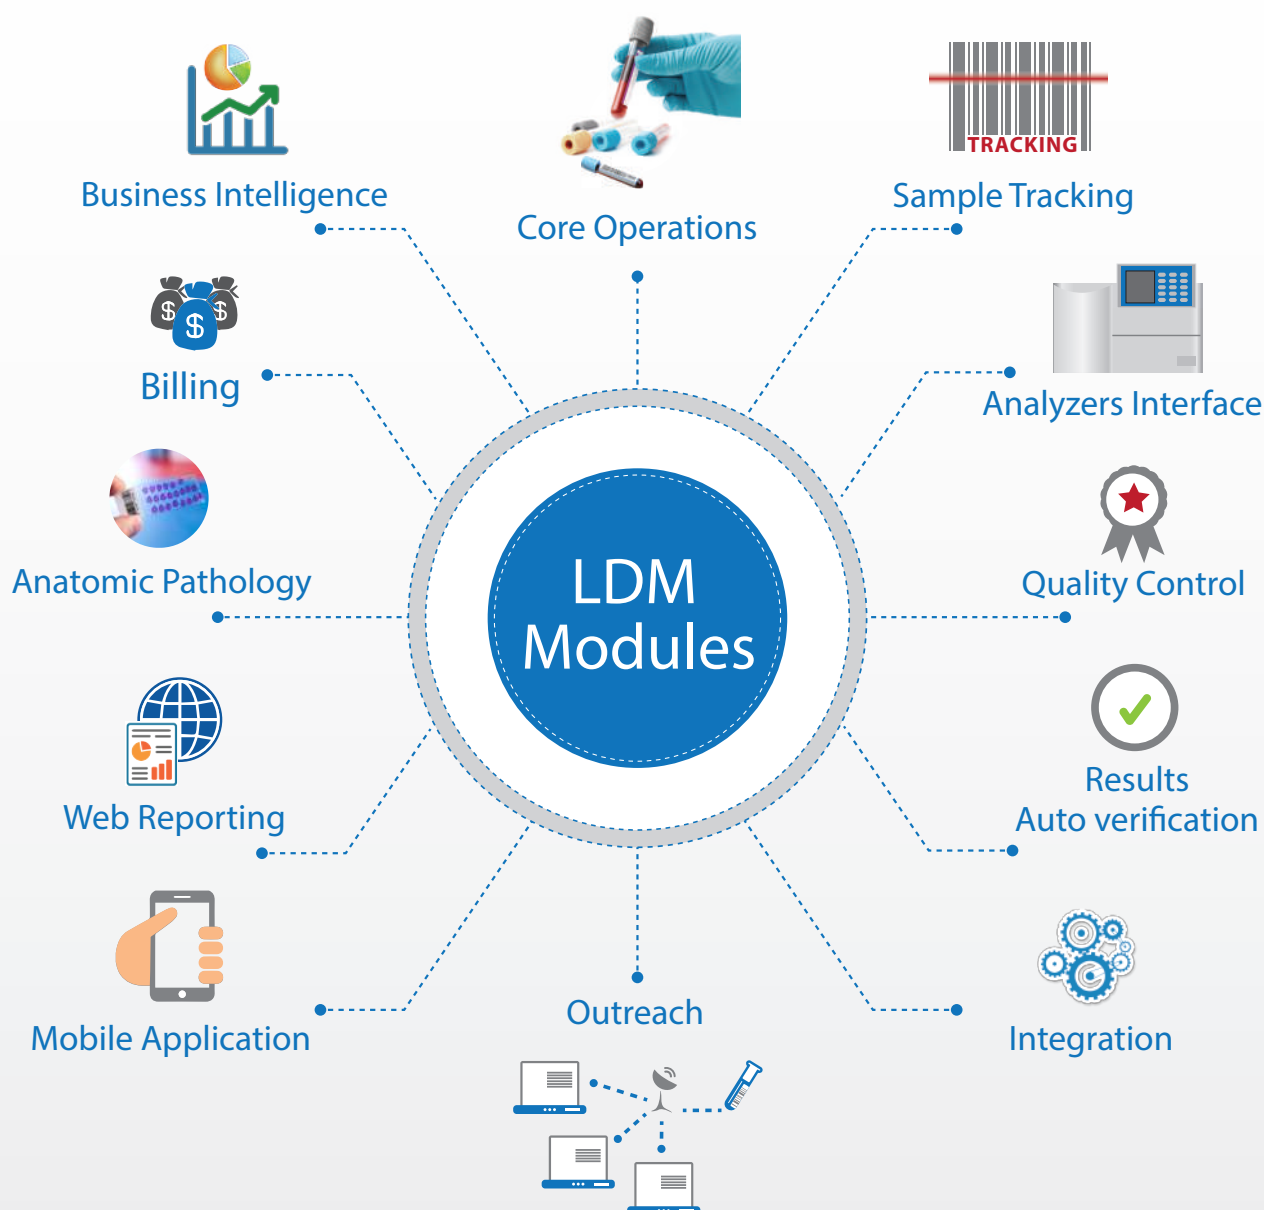 Business Intelligence
Core Operations
TRACKING
Sample Tracking
$ $ $
Billing
Analyzers Interface
Anatomic Pathology
LDM
Modules
Quality Control
Web Reporting
Results
Auto verification
Mobile Application
Outreach
Integration